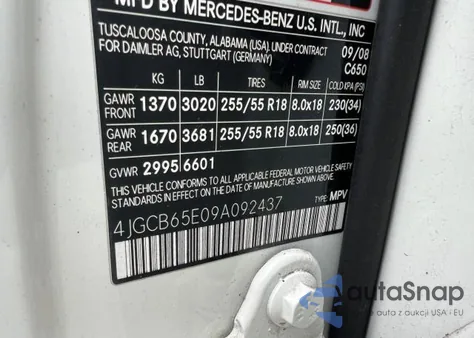 MFD BY MERCEDES-BENZ U.S. INTL., INC
TUSCALOOSA COUNTY, ALABAMA (USA). UNDER CONTRACT
FOR DAIMLER AG, STUTTGART (GERMANY)
09/08
C650
KG LB TIRES RIM SIZE COLD KPA (PSI)
GAWR FRONT 1370 3020 255/55 R18 8.0x18 230(34)
GAWR REAR 1670 3681 255/55 R18 8.0x18 250(36)
GVWR 2995 6601
THIS VEHICLE CONFORMS TO ALL APPLICABLE FEDERAL MOTOR VEHICLE SAFETY
STANDARDS IN EFFECT ON THE DATE OF MANUFACTURE SHOWN ABOVE.
4JGCB65E09A092437 TYPE: MPV
autaSnap
auta z aukcji USA i EU